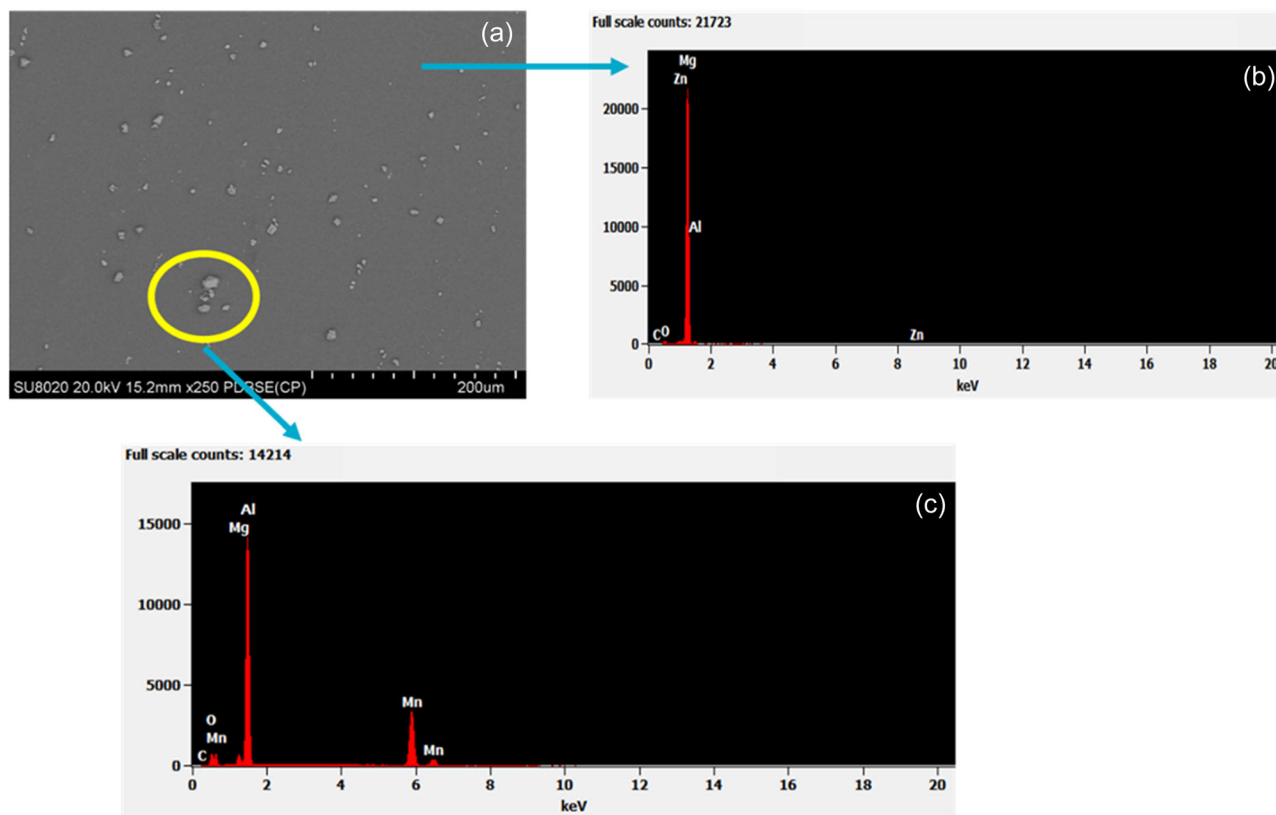 (a)
SU8020 20.0kV 15.2mm x250 PDBSE(CP)
200um
Full scale counts: 21723
(b)
Mg
Zn
Al
C O
Zn
20000
15000
10000
5000
0
0 2 4 6 8 10 12 14 16 18 20
keV
Full scale counts: 14214
(c)
Al
Mg
O
Mn
C
Mn
Mn
15000
10000
5000
0
0 2 4 6 8 10 12 14 16 18 20
keV